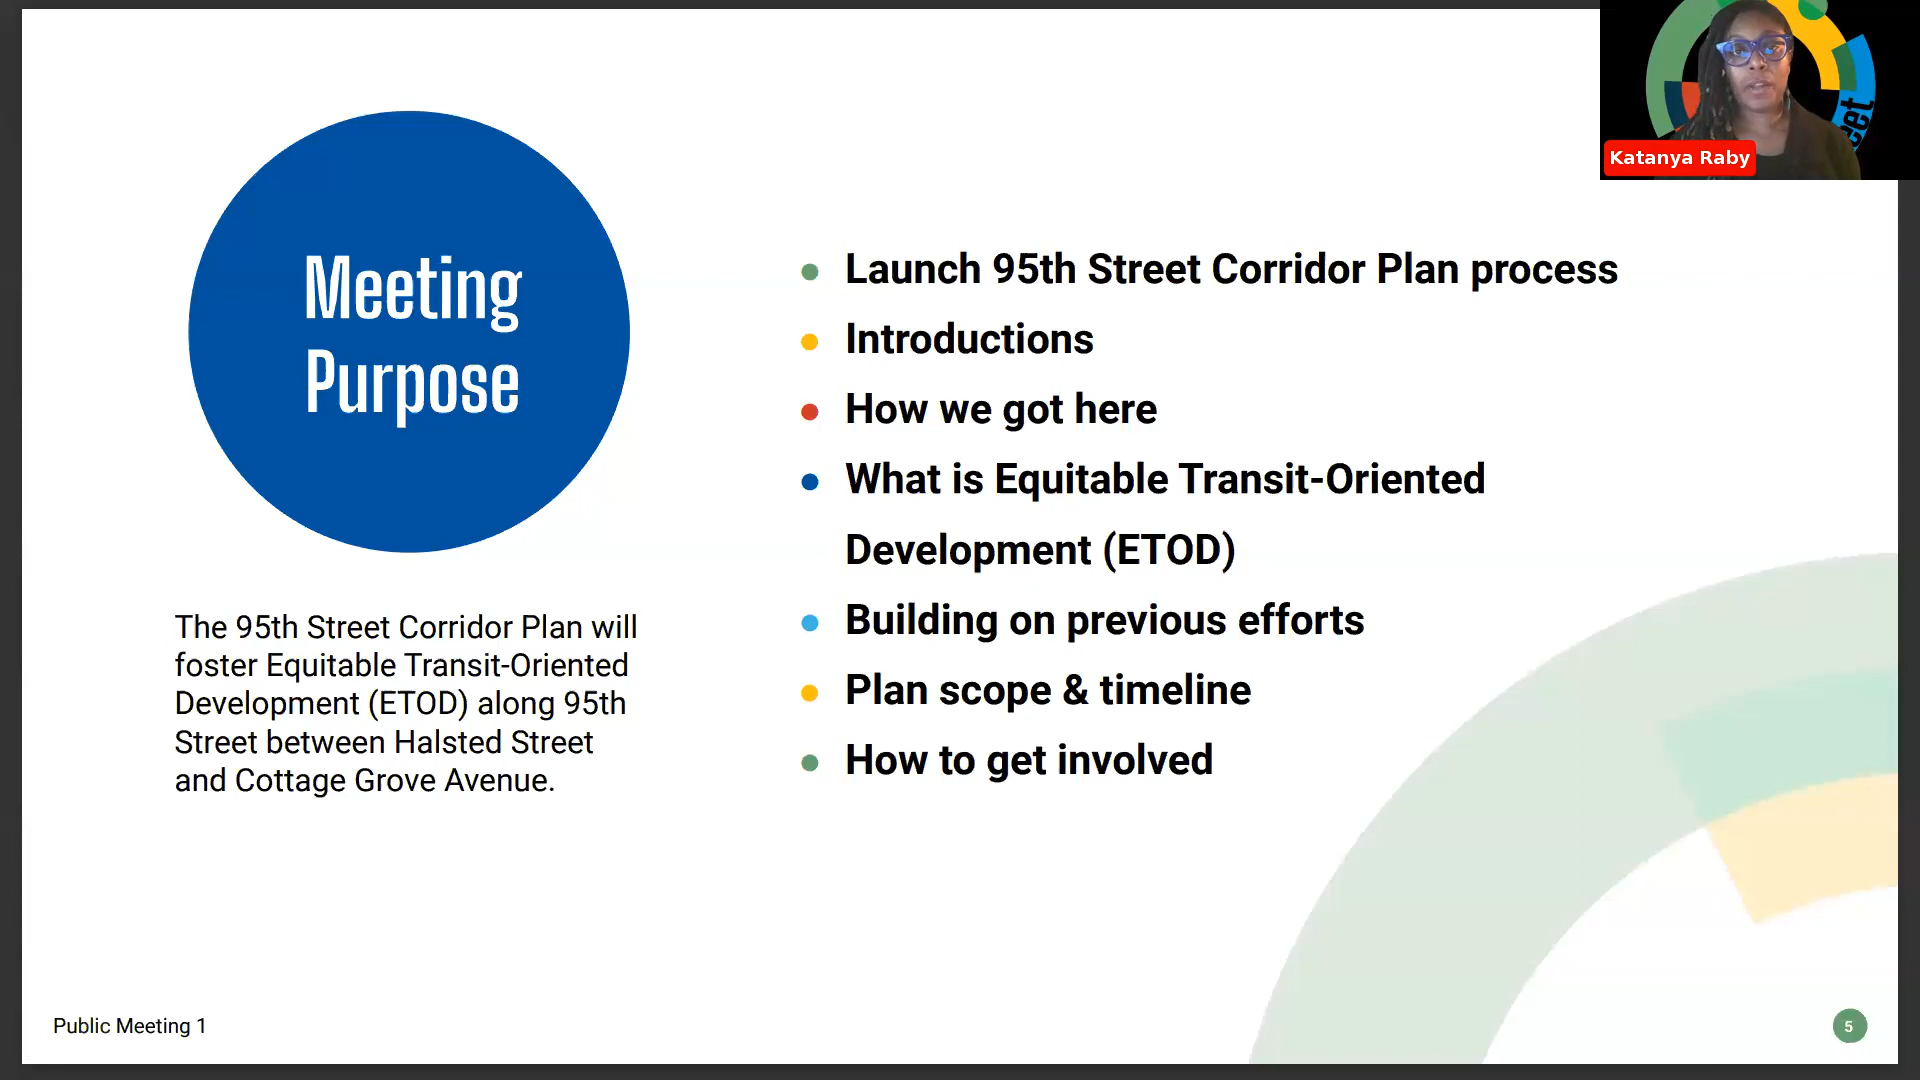 Meeting
Purpose
The 95th Street Corridor Plan will
foster Equitable Transit-Oriented
Development (ETOD) along 95th
Street between Halsted Street
and Cottage Grove Avenue.
Launch 95th Street Corridor Plan process
Introductions
How we got here
What is Equitable Transit-Oriented
Development (ETOD)
Building on previous efforts
Plan scope & timeline
How to get involved
Katanya Raby
Public Meeting 1
5